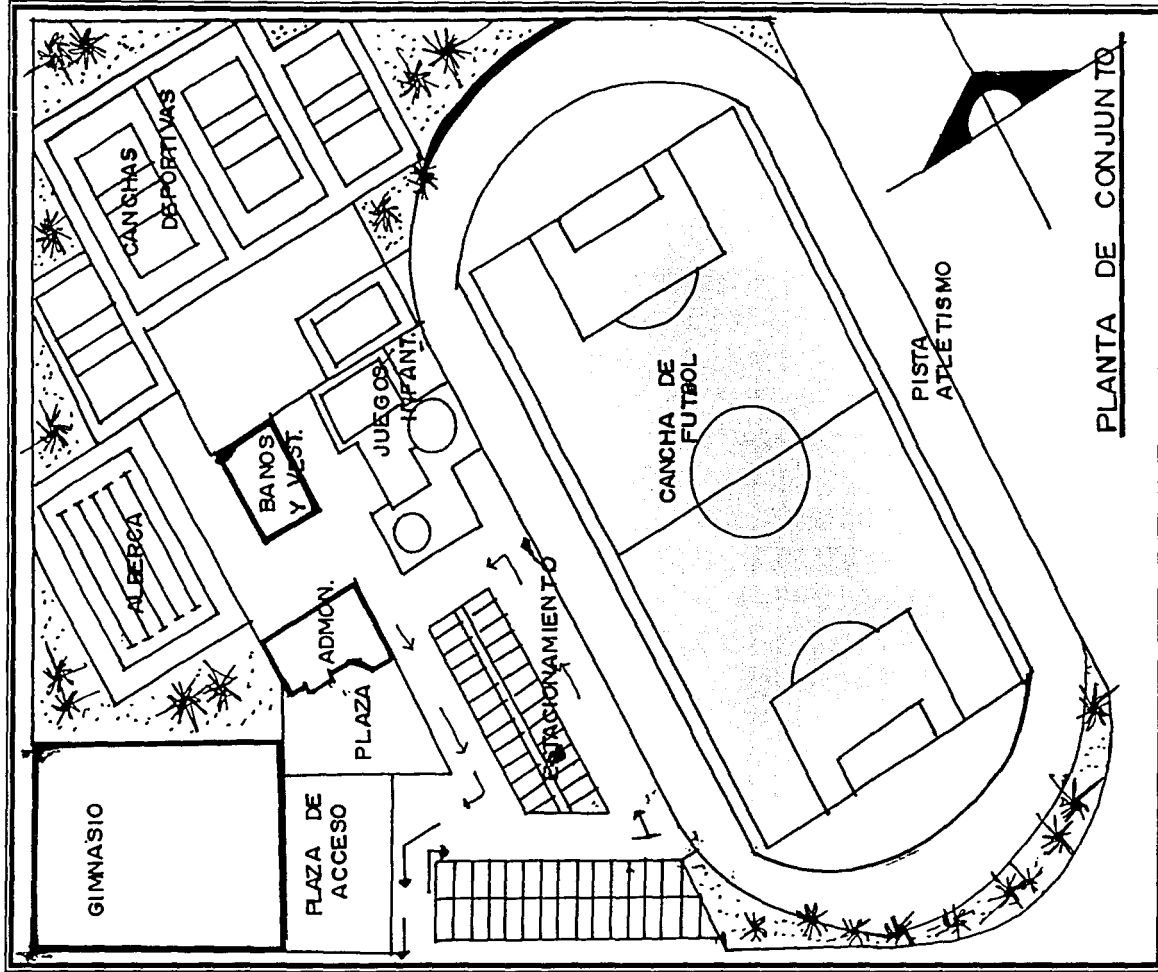 CANCHAS
DEPORTIVAS
ALBERCA
BANOS
Y VEST.
JUEGOS
INFANT.
ADMON.
PLAZA
GIMNASIO
PLAZA DE
ACCESO
ESTACIONAMIENTO
CANCHA DE
FUTBOL
PISTA
ATLETISMO
PLANTA DE CONJUNTO